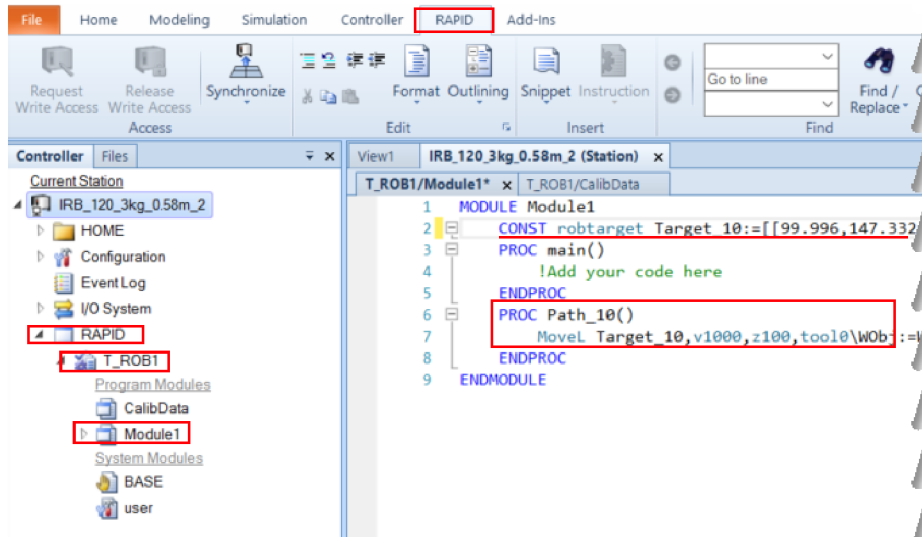 File Home Modeling Simulation Controller RAPID Add-Ins
Request Write Access
Release Write Access
Synchronize
Format Outlining Snippet Instruction
Go to line
Find / Replace
Access Edit Insert Find
Controller Files
View1 IRB_120_3kg_0.58m_2 (Station)
Current Station
T_ROB1/Module1* T_ROB1/CalibData
IRB_120_3kg_0.58m_2
HOME
Configuration
EventLog
I/O System
RAPID
T_ROB1
Program Modules
CalibData
Module1
System Modules
BASE
user
1 MODULE Module1
2 CONST robtarget Target_10:=[[99.996,147.332
3 PROC main()
4 !Add your code here
5 ENDPROC
6 PROC Path_10()
7 MoveL Target_10,v1000,z100,tool0\WObj:=
8 ENDPROC
9 ENDMODULE